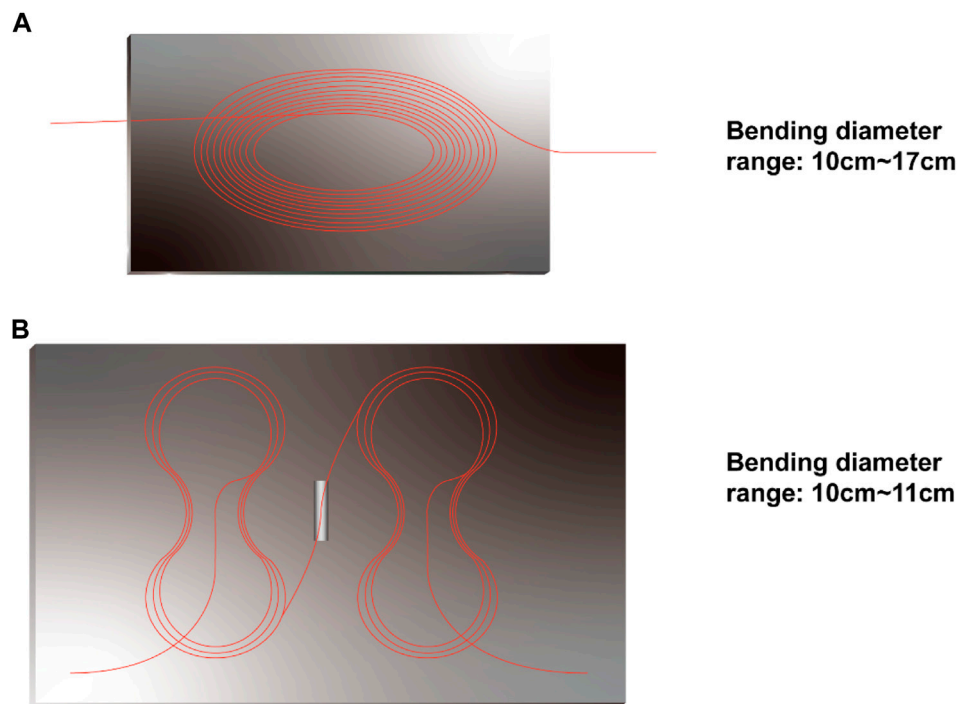 A
Bending diameter
range: 10cm~17cm
B
Bending diameter
range: 10cm~11cm